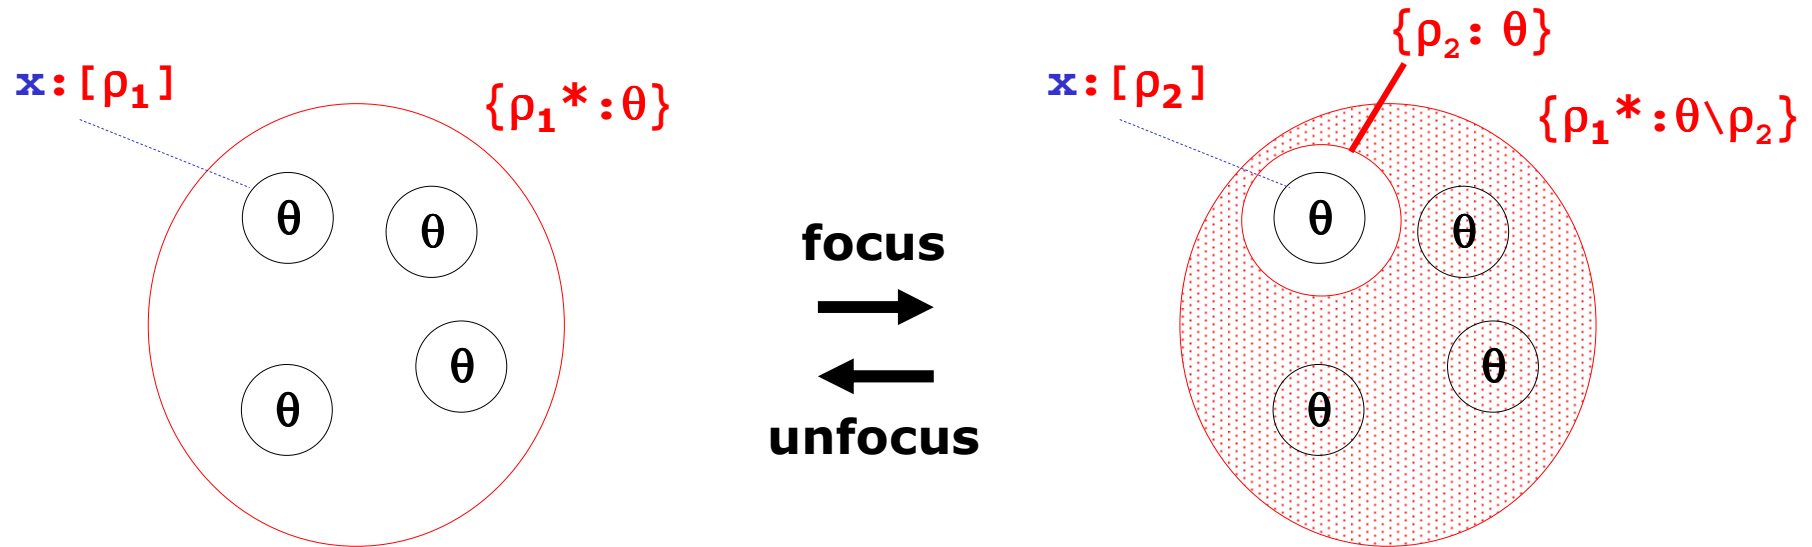 x:[ρ₁]
{ρ₁*:θ}
θ
θ
θ
θ
focus
unfocus
x:[ρ₂]
{ρ₂: θ}
{ρ₁*:θ\ρ₂}
θ
θ
θ
θ